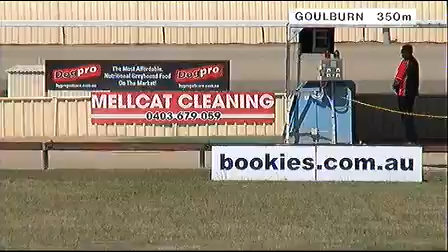 GOULBURN 350m
DogPro
The Most Affordable,
Nutritional Greyhound Food
On The Market!
DogPro
MELLCAT CLEANING
0403 679 059
bookies.com.au